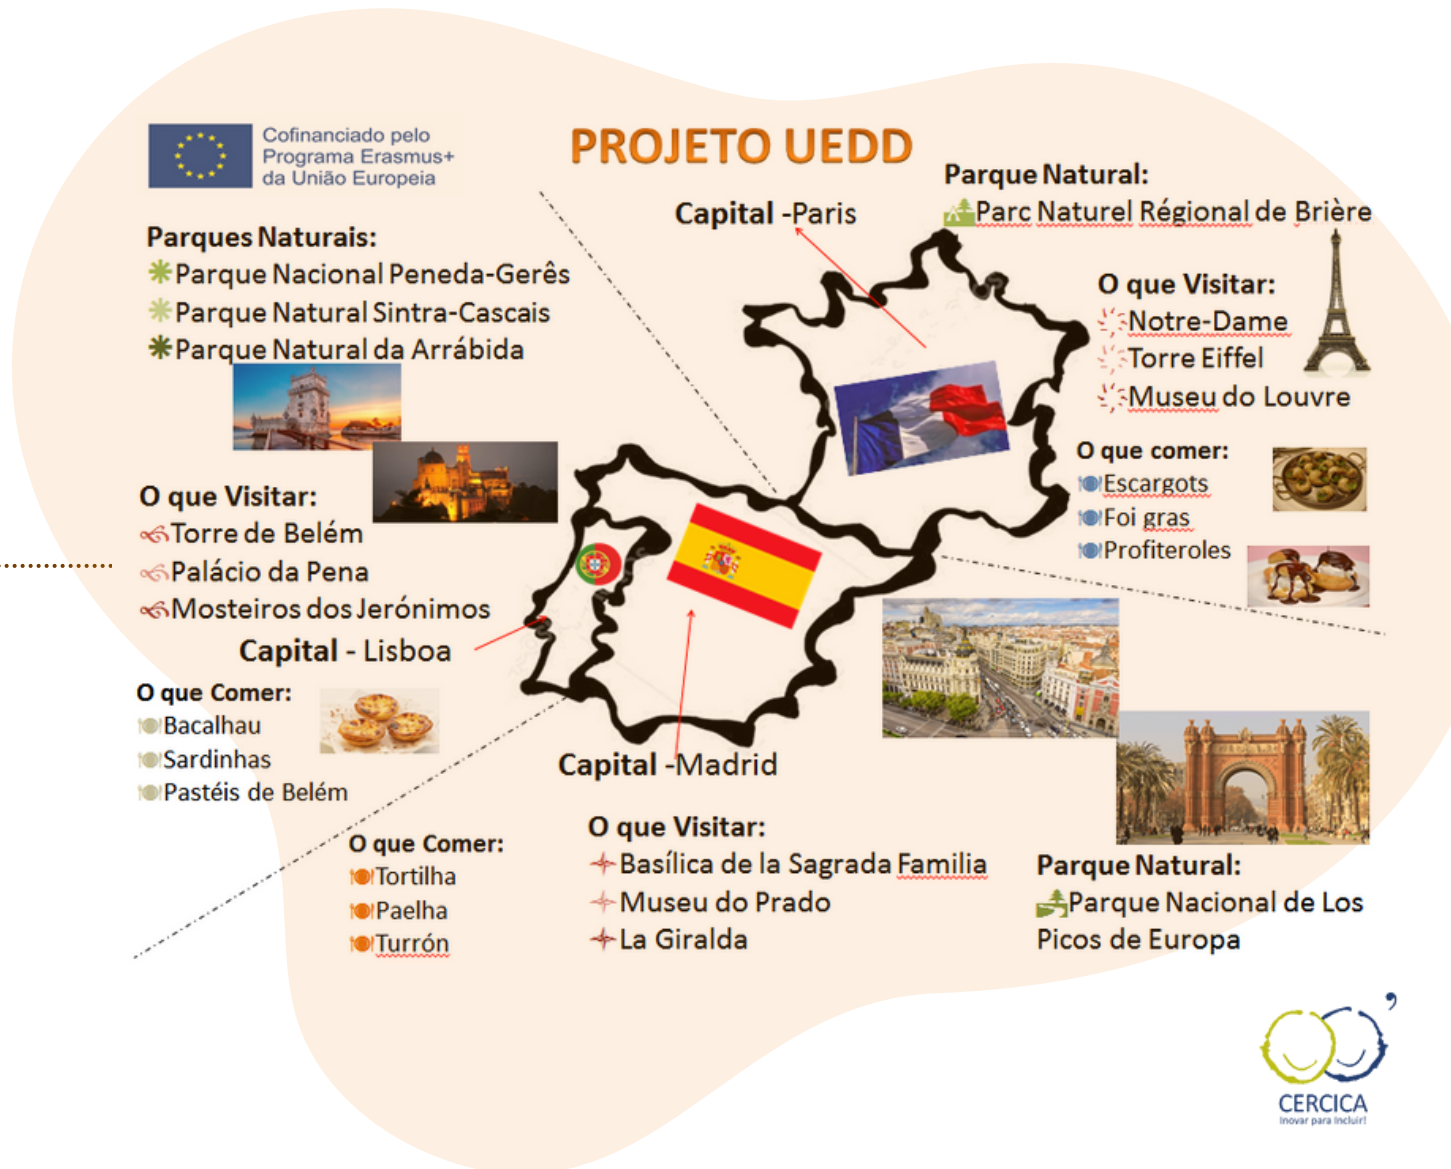 Cofinanciado pelo
Programa Erasmus+
da União Europeia
PROJETO UEDD
Parques Naturais:
Parque Nacional Peneda-Gerês
Parque Natural Sintra-Cascais
Parque Natural da Arrábida
O que Visitar:
Torre de Belém
Palácio da Pena
Mosteiros dos Jerónimos
Capital - Lisboa
O que Comer:
Bacalhau
Sardinhas
Pastéis de Belém
Capital -Paris
Parque Natural:
Parc Naturel Régional de Brière
O que Visitar:
Notre-Dame
Torre Eiffel
Museu do Louvre
O que comer:
Escargots
Foi gras
Profiteroles
Capital -Madrid
O que Comer:
Tortilha
Paelha
Turrón
O que Visitar:
Basílica de la Sagrada Familia
Museu do Prado
La Giralda
Parque Natural:
Parque Nacional de Los
Picos de Europa
CERCICA
Inovar para Incluir!